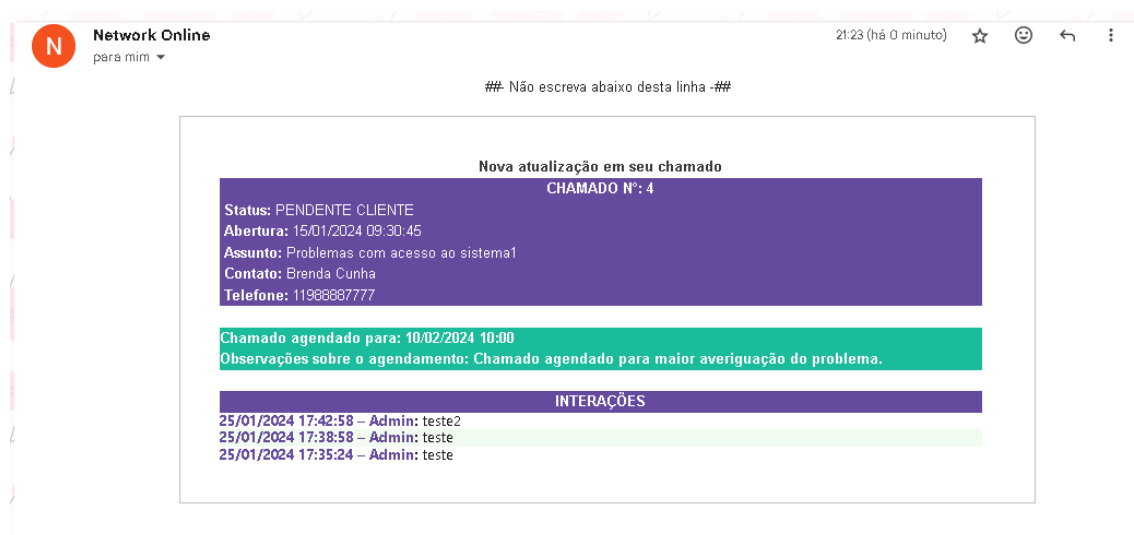 N
Network Online
21:23 (há 0 minuto)
para mim
##- Não escreva abaixo desta linha -##
Nova atualização em seu chamado
CHAMADO Nº: 4
Status: PENDENTE CLIENTE
Abertura: 15/01/2024 09:30:45
Assunto: Problemas com acesso ao sistema1
Contato: Brenda Cunha
Telefone: 11988887777
Chamado agendado para: 10/02/2024 10:00
Observações sobre o agendamento: Chamado agendado para maior averiguação do problema.
INTERAÇÕES
25/01/2024 17:42:58 – Admin: teste2
25/01/2024 17:38:58 – Admin: teste
25/01/2024 17:35:24 – Admin: teste